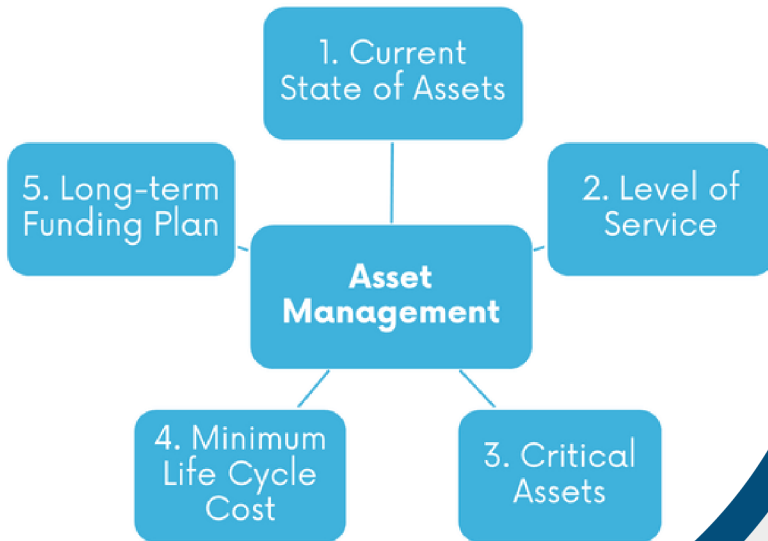 1. Current
State of Assets
5. Long-term
Funding Plan
2. Level of
Service
Asset
Management
4. Minimum
Life Cycle
Cost
3. Critical
Assets